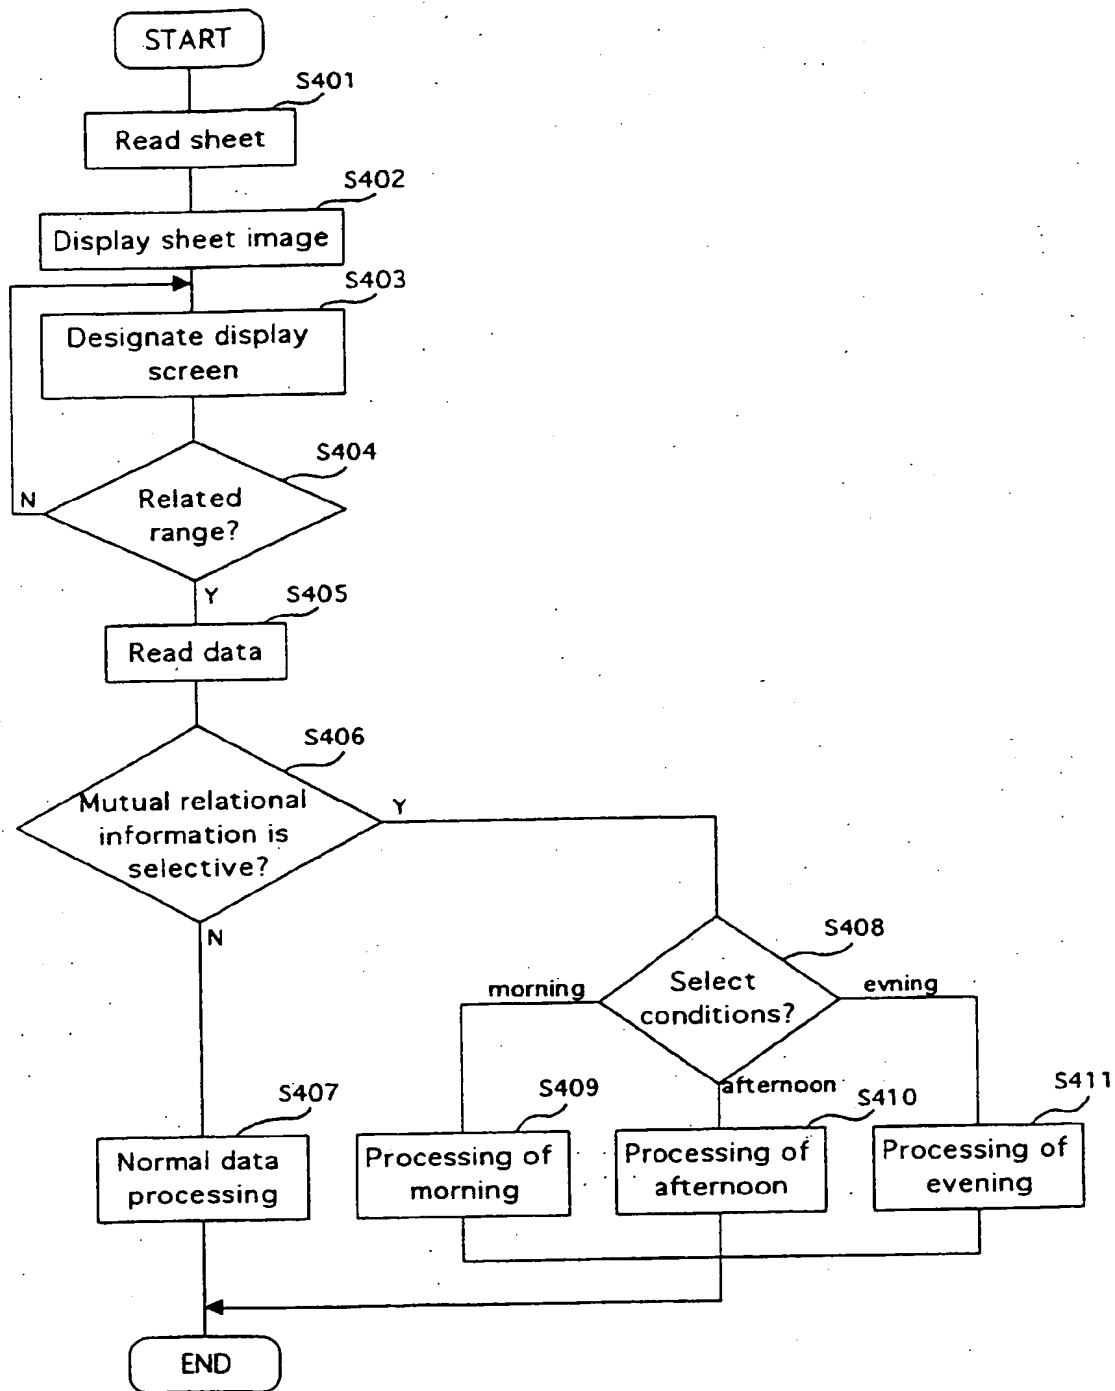 START
S401
Read sheet
S402
Display sheet image
S403
Designate display
screen
S404
Related
range?
N
Y
S405
Read data
S406
Mutual relational
information is
selective?
Y
N
S408
Select
conditions?
morning
evning
afternoon
S407
Normal data
processing
S409
Processing of
morning
S410
Processing of
afternoon
S411
Processing of
evening
END